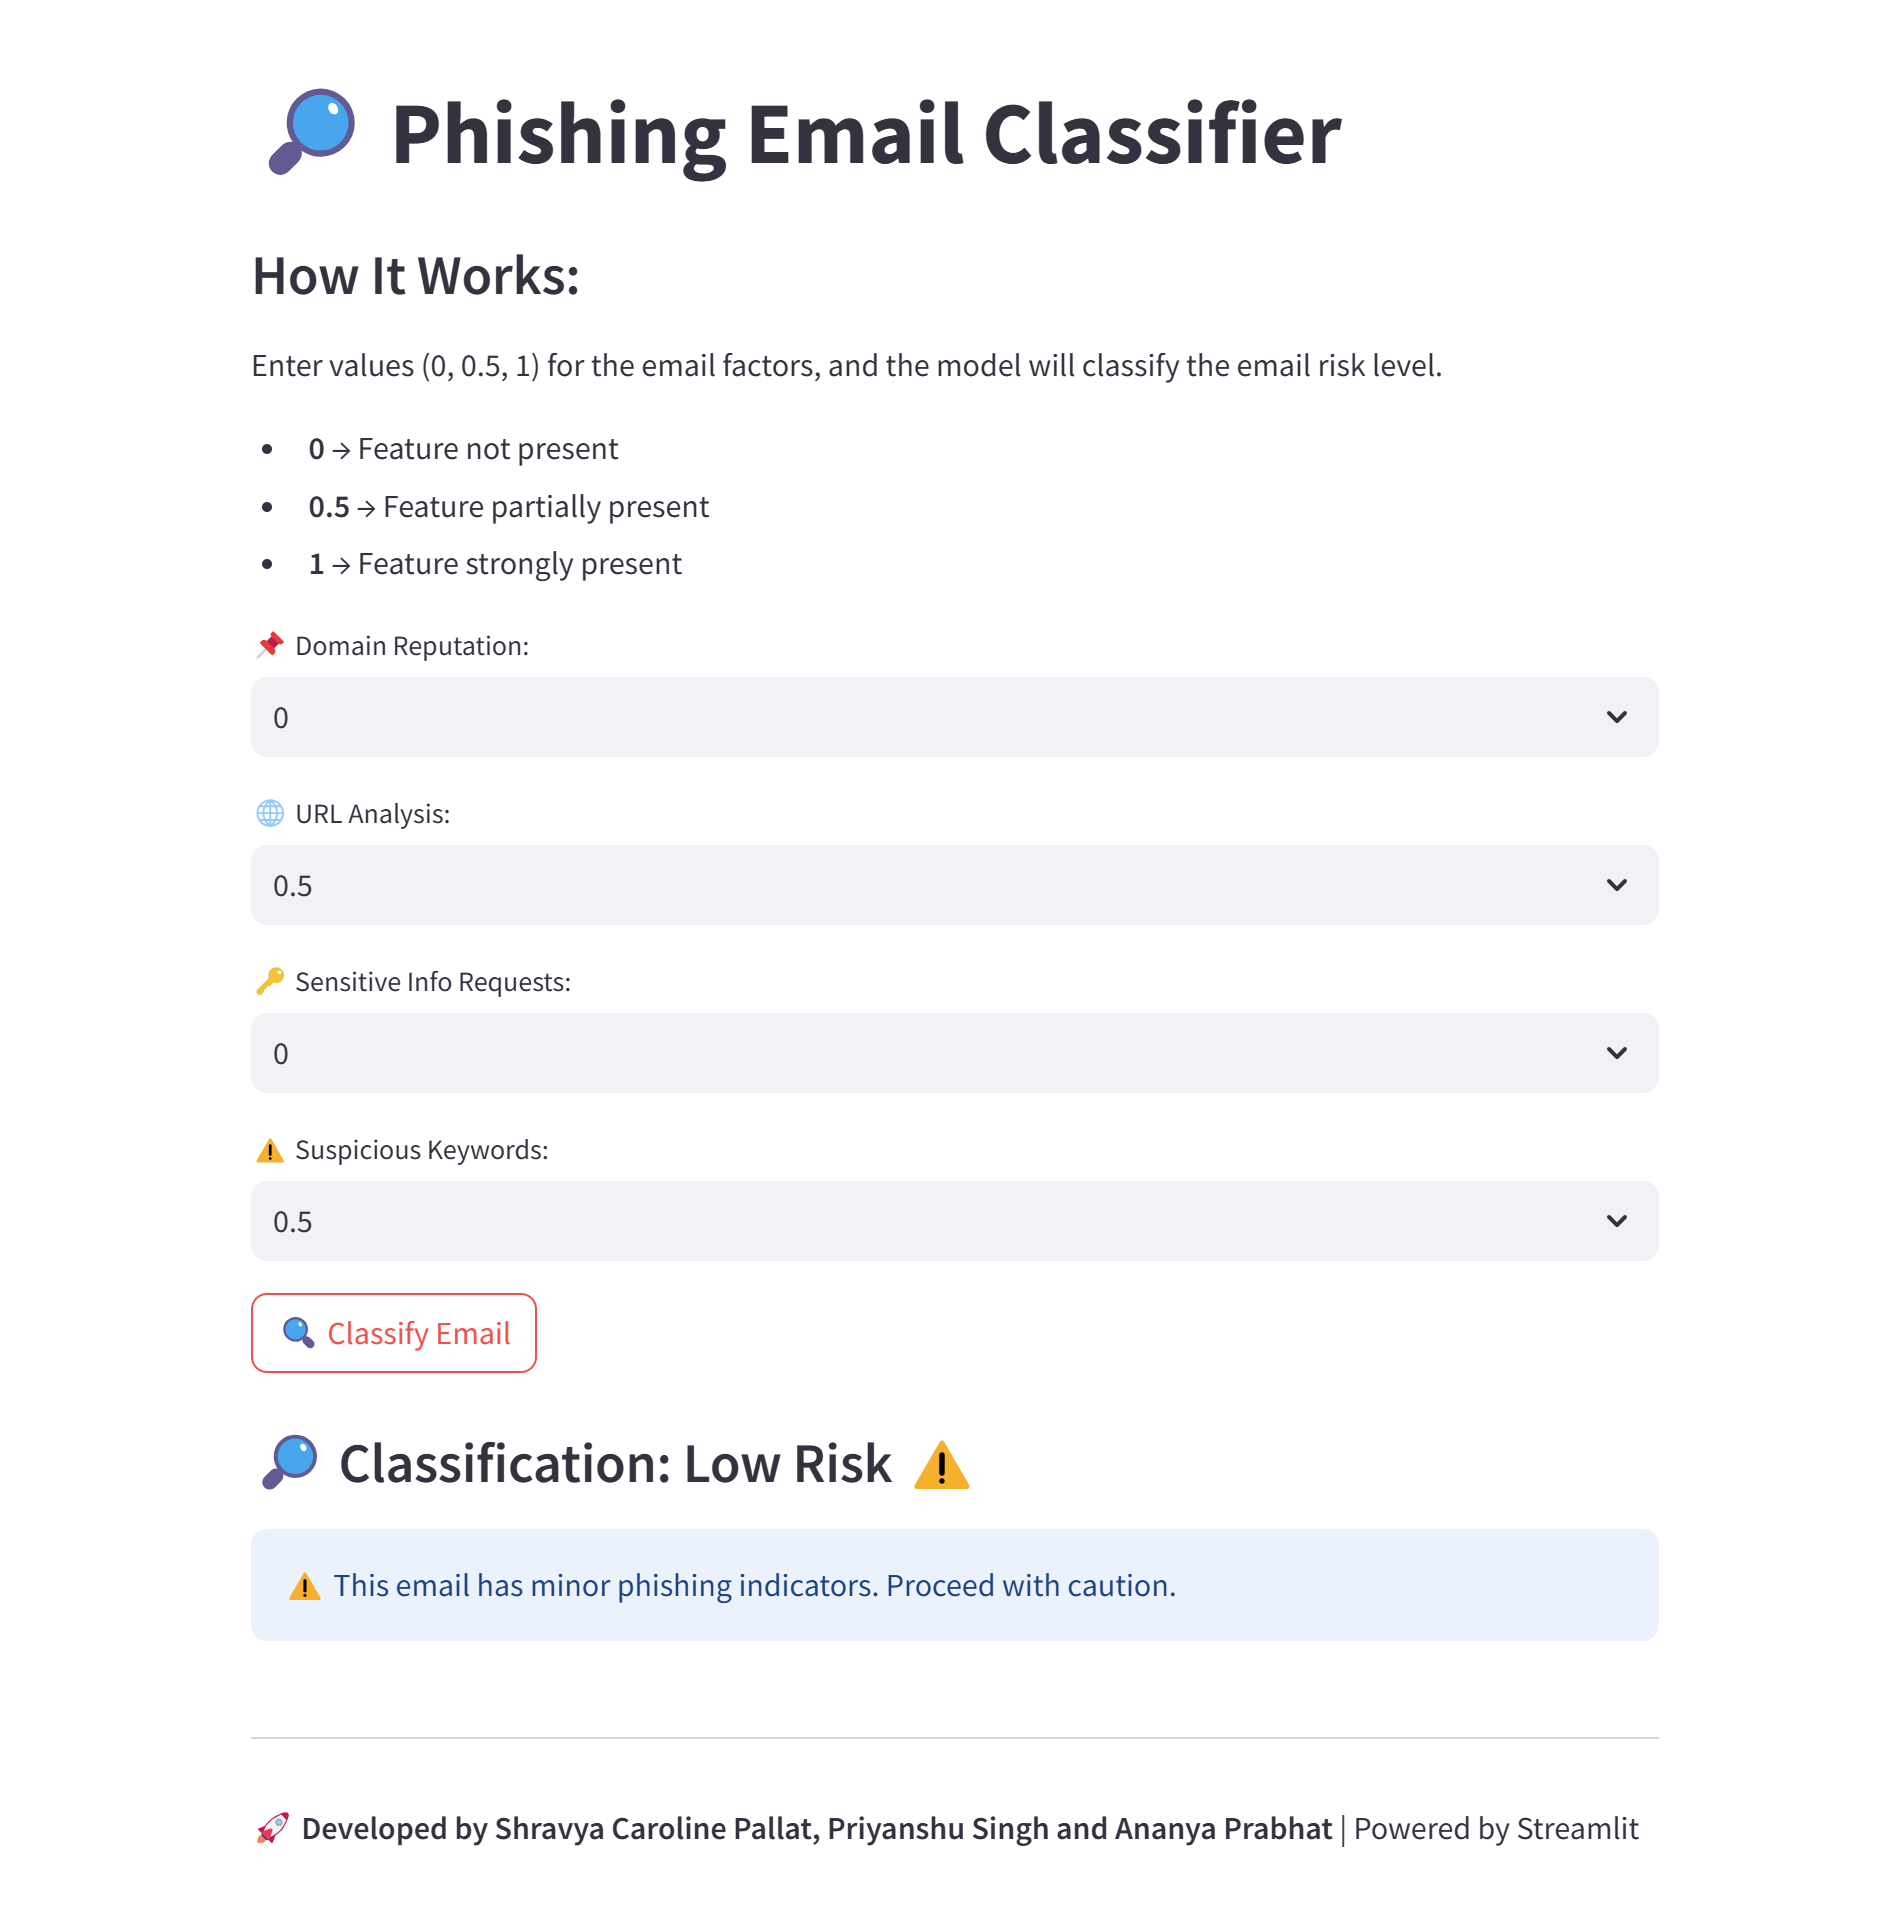 Phishing Email Classifier
How It Works:
Enter values (0, 0.5, 1) for the email factors, and the model will classify the email risk level.
• 0 → Feature not present
• 0.5 → Feature partially present
• 1 → Feature strongly present
Domain Reputation:
0
URL Analysis:
0.5
Sensitive Info Requests:
0
Suspicious Keywords:
0.5
Classify Email
Classification: Low Risk
This email has minor phishing indicators. Proceed with caution.
Developed by Shravya Caroline Pallat, Priyanshu Singh and Ananya Prabhat | Powered by Streamlit